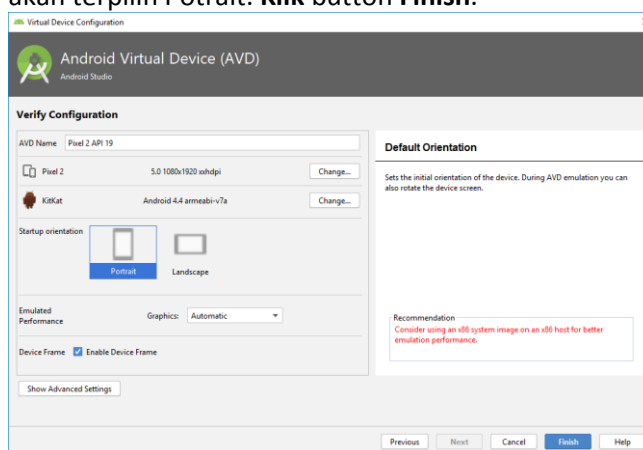 akan terpilih Potrait. Klik button Finish.
Virtual Device Configuration
Android Virtual Device (AVD)
Android Studio
Verify Configuration
AVD Name Pixel 2 API 19
Pixel 2 5.0 1080x1920 xxhdpi Change...
KitKat Android 4.4 armeabi-v7a Change...
Startup orientation
Portrait Landscape
Emulated
Performance
Graphics: Automatic
Device Frame Enable Device Frame
Show Advanced Settings
Default Orientation
Sets the initial orientation of the device. During AVD emulation you can
also rotate the device screen.
Recommendation
Consider using an x86 system image on an x86 host for better
emulation performance.
Previous Next Cancel Finish Help